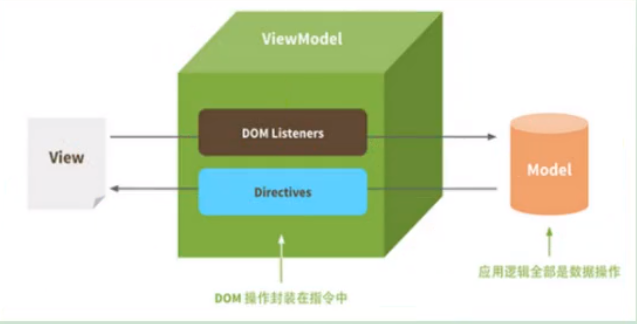 ViewModel
DOM Listeners
View
Model
Directives
应用逻辑全部是数据操作
DOM 操作封装在指令中